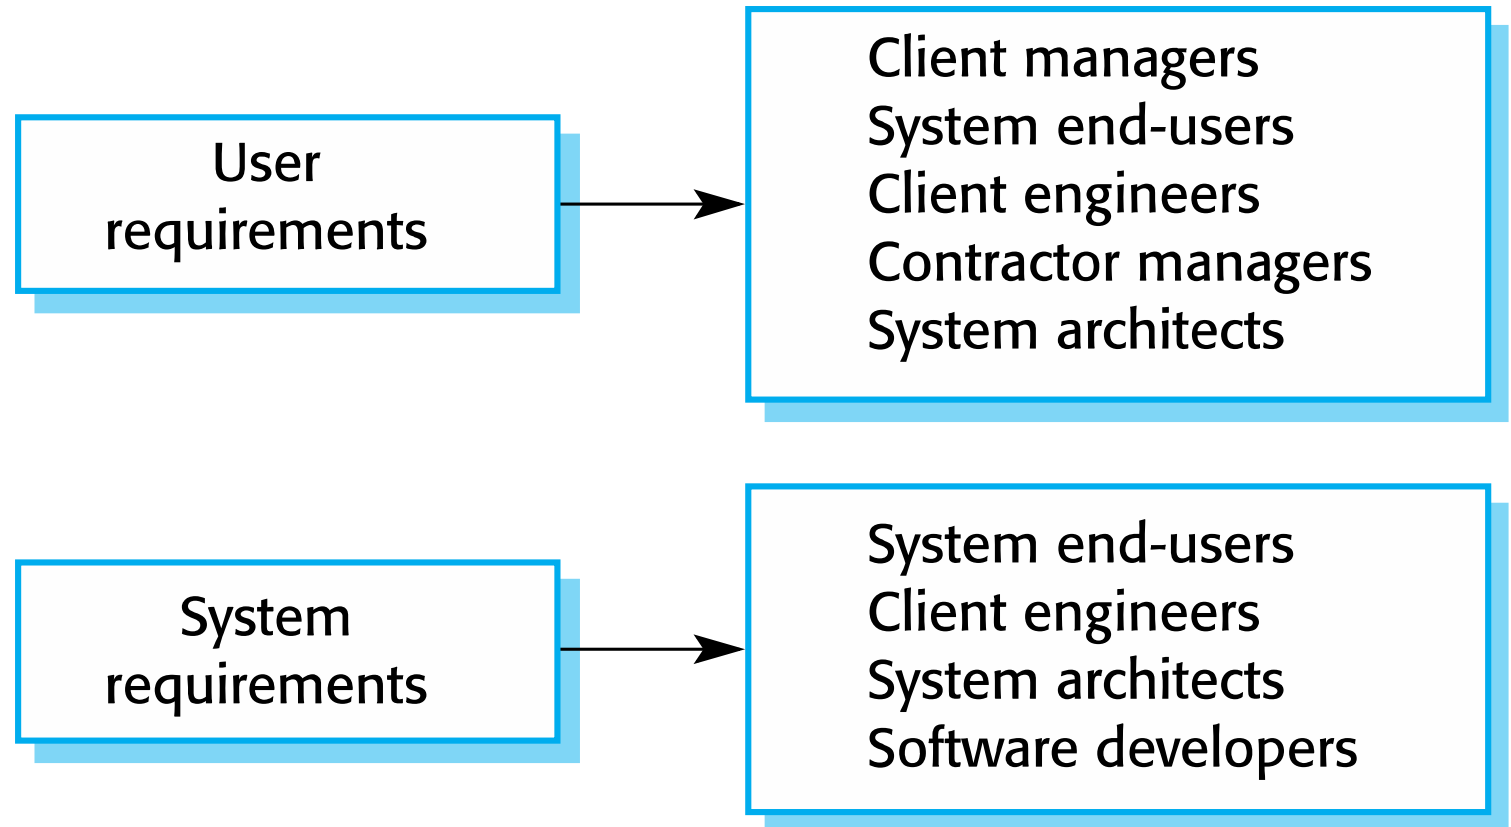 User
requirements
Client managers
System end-users
Client engineers
Contractor managers
System architects
System
requirements
System end-users
Client engineers
System architects
Software developers